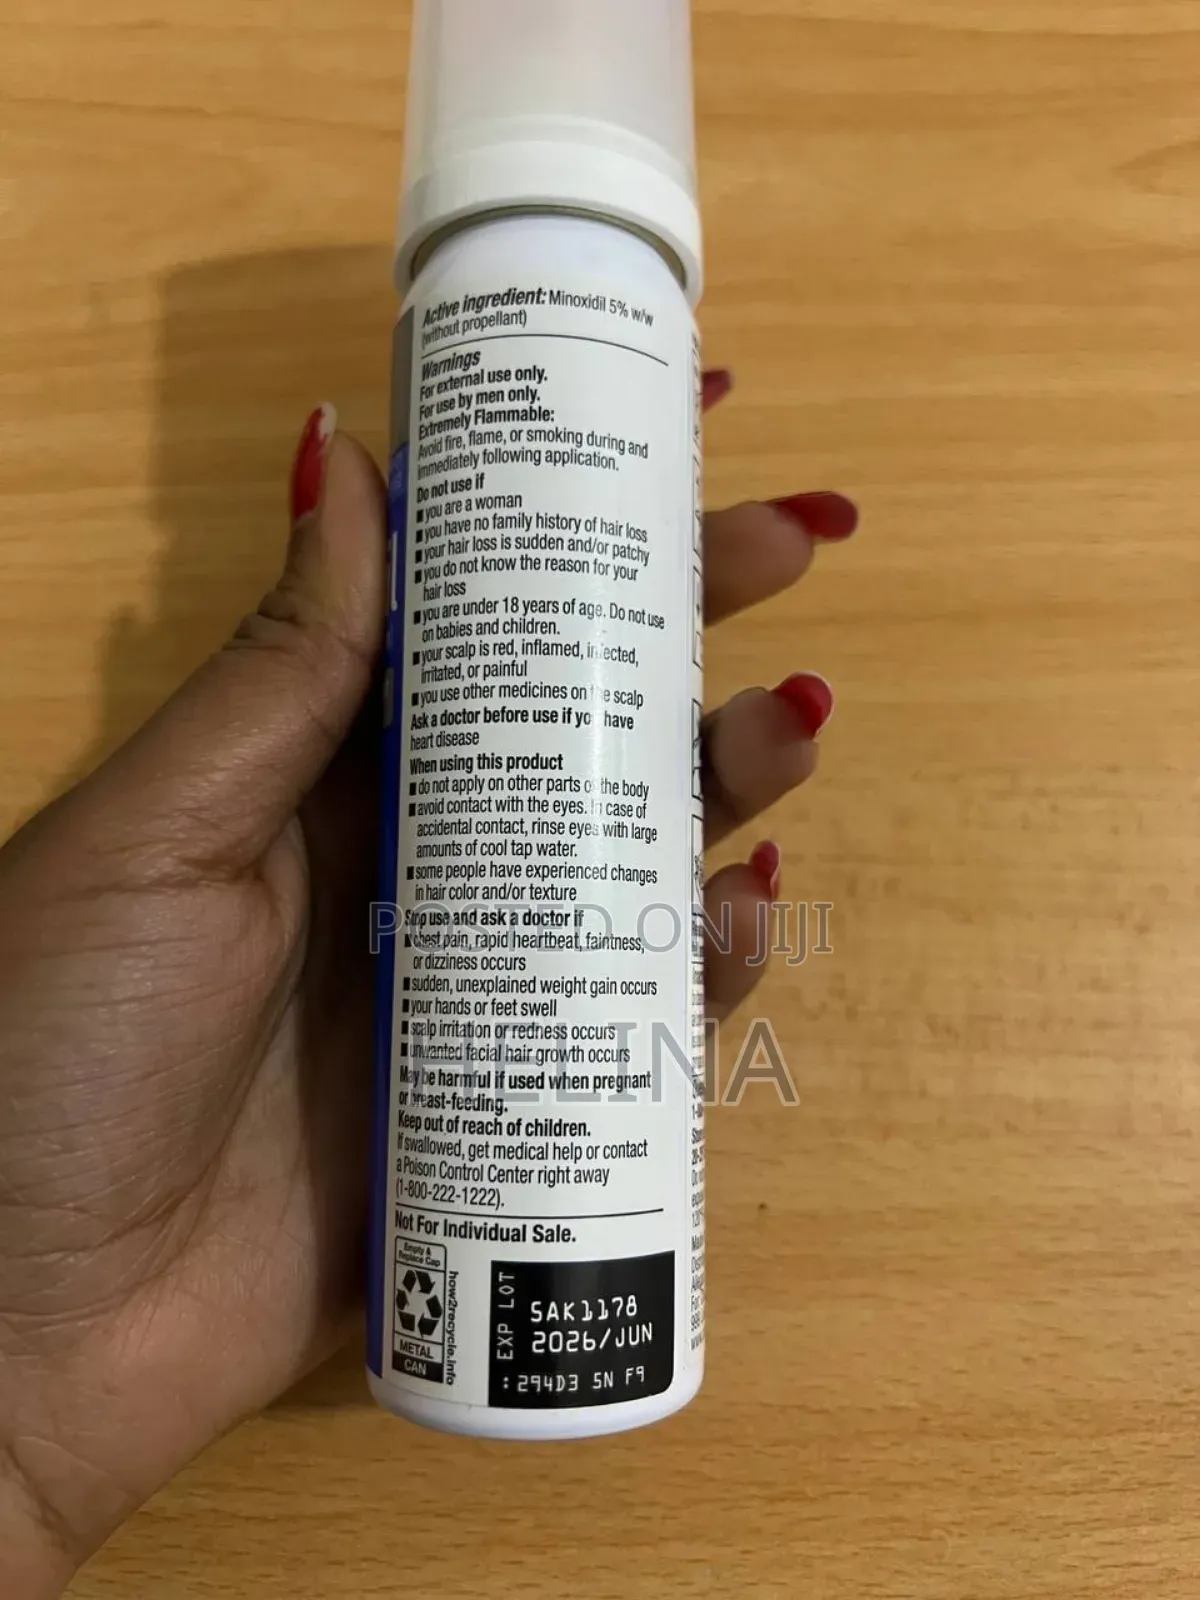 Active ingredient: Minoxidil 5% w/w
(without propellant)
Warnings
For external use only.
For use by men only.
Extremely Flammable:
Avoid fire, flame, or smoking during and
immediately following application.
Do not use if
■ you are a woman
■ you have no family history of hair loss
■ your hair loss is sudden and/or patchy
■ you do not know the reason for your
hair loss
■ you are under 18 years of age. Do not use
on babies and children.
■ your scalp is red, inflamed, infected,
irritated, or painful
■ you use other medicines on the scalp
Ask a doctor before use if you have
heart disease
When using this product
■ do not apply on other parts of the body
■ avoid contact with the eyes. In case of
accidental contact, rinse eyes with large
amounts of cool tap water.
■ some people have experienced changes
in hair color and/or texture
Stop use and ask a doctor if
■ chest pain, rapid heartbeat, faintness,
or dizziness occurs
■ sudden, unexplained weight gain occurs
■ your hands or feet swell
■ scalp irritation or redness occurs
■ unwanted facial hair growth occurs
May be harmful if used when pregnant
or breast-feeding.
Keep out of reach of children.
If swallowed, get medical help or contact
a Poison Control Center right away
(1-800-222-1222).
Not For Individual Sale.
Empty &
Replace Cap
METAL
CAN
how2recycle.info
EXP LOT
SAK1178
2026/JUN
: 294D3 SN F9
POSTED ON JIJI
HELINA